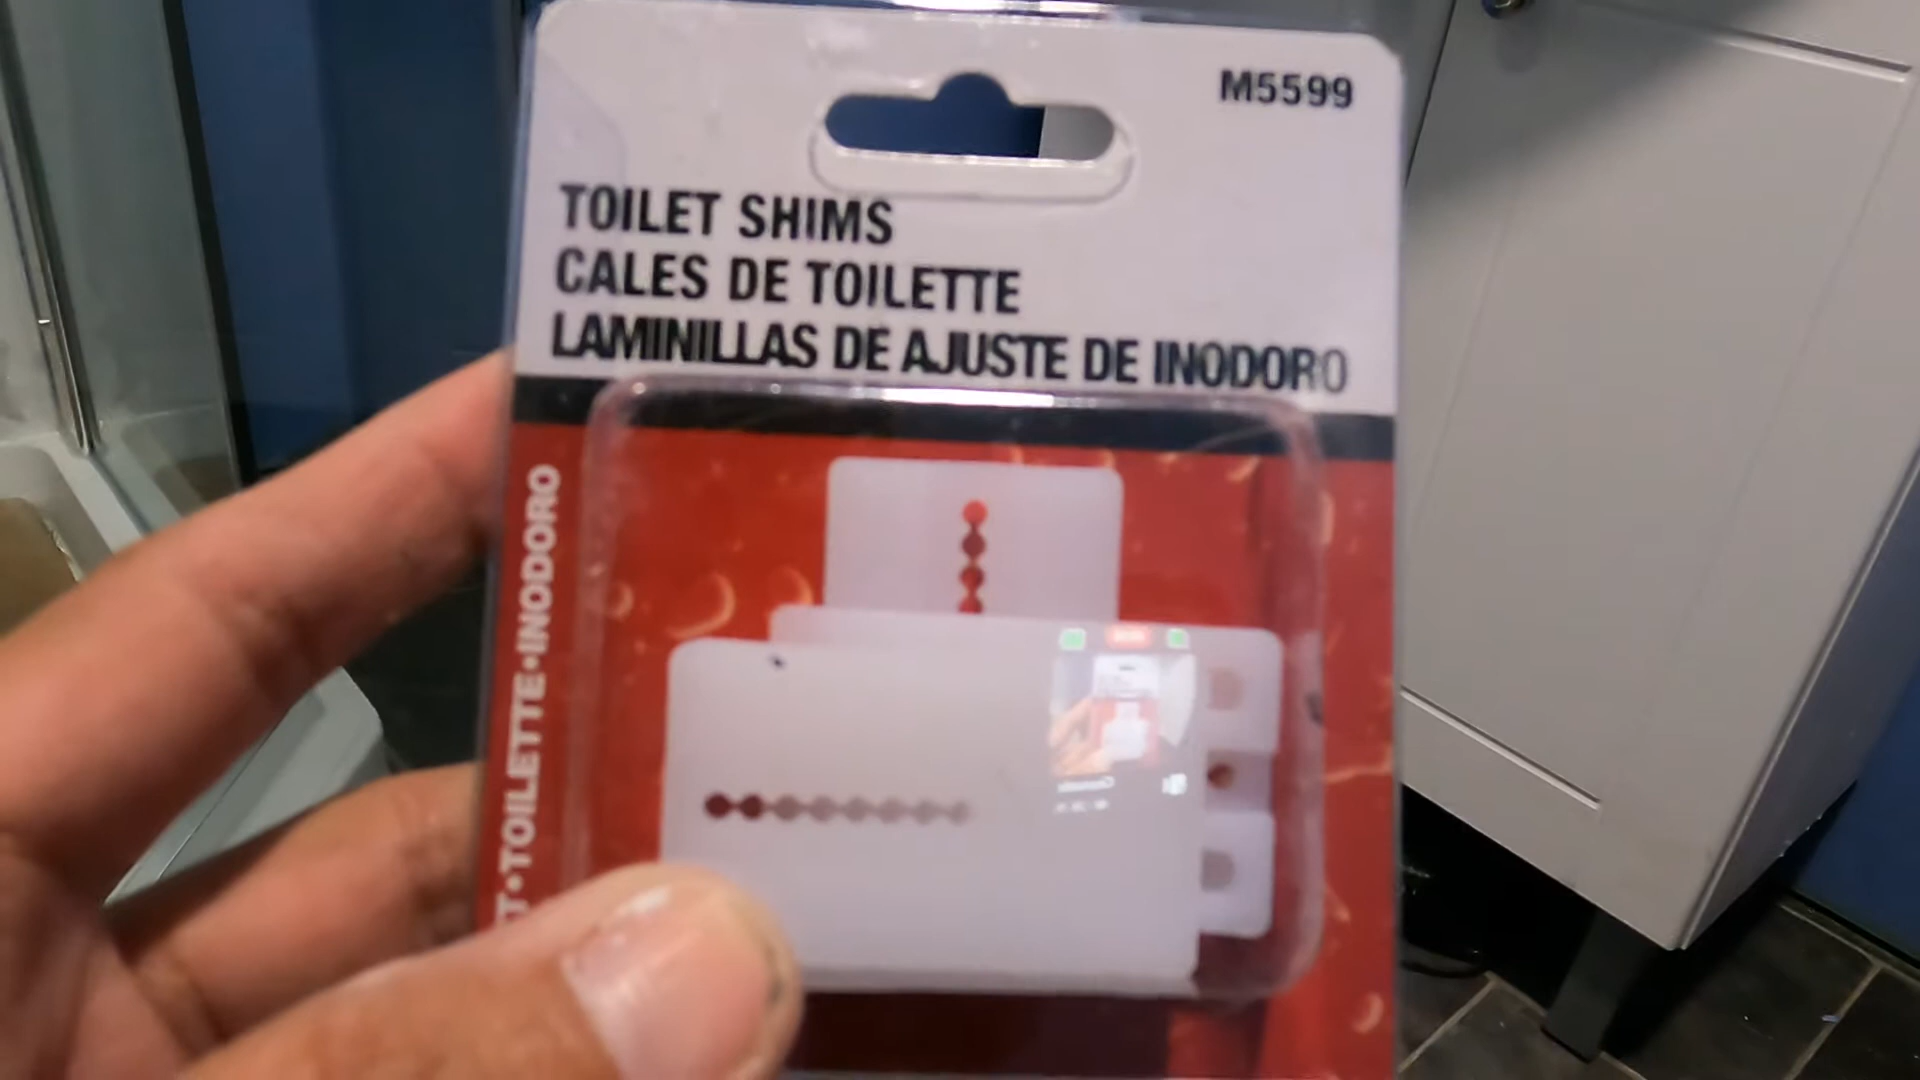 M5599
TOILET SHIMS
CALES DE TOILETTE
LAMINILLAS DE AJUSTE DE INODORO
•TOILETTE•INODORO